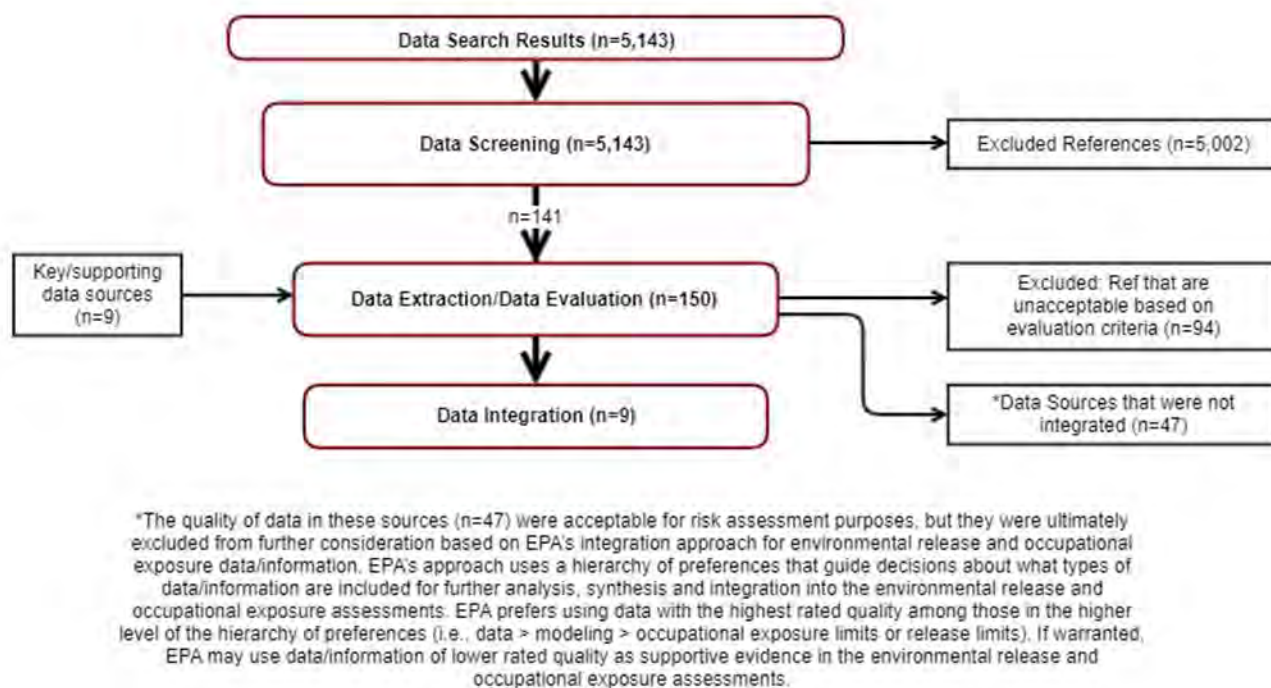 Data Search Results (n=5,143)
Data Screening (n=5,143)
Excluded References (n=5,002)
n=141
Key/supporting
data sources
(n=9)
Data Extraction/Data Evaluation (n=150)
Excluded: Ref that are
unacceptable based on
evaluation criteria (n=94)
Data Integration (n=9)
*Data Sources that were not
integrated (n=47)
*The quality of data in these sources (n=47) were acceptable for risk assessment purposes, but they were ultimately
excluded from further consideration based on EPA's integration approach for environmental release and occupational
exposure data/information. EPA's approach uses a hierarchy of preferences that guide decisions about what types of
data/information are included for further analysis, synthesis and integration into the environmental release and
occupational exposure assessments. EPA prefers using data with the highest rated quality among those in the higher
level of the hierarchy of preferences (i.e., data > modeling > occupational exposure limits or release limits). If warranted,
EPA may use data/information of lower rated quality as supportive evidence in the environmental release and
occupational exposure assessments.